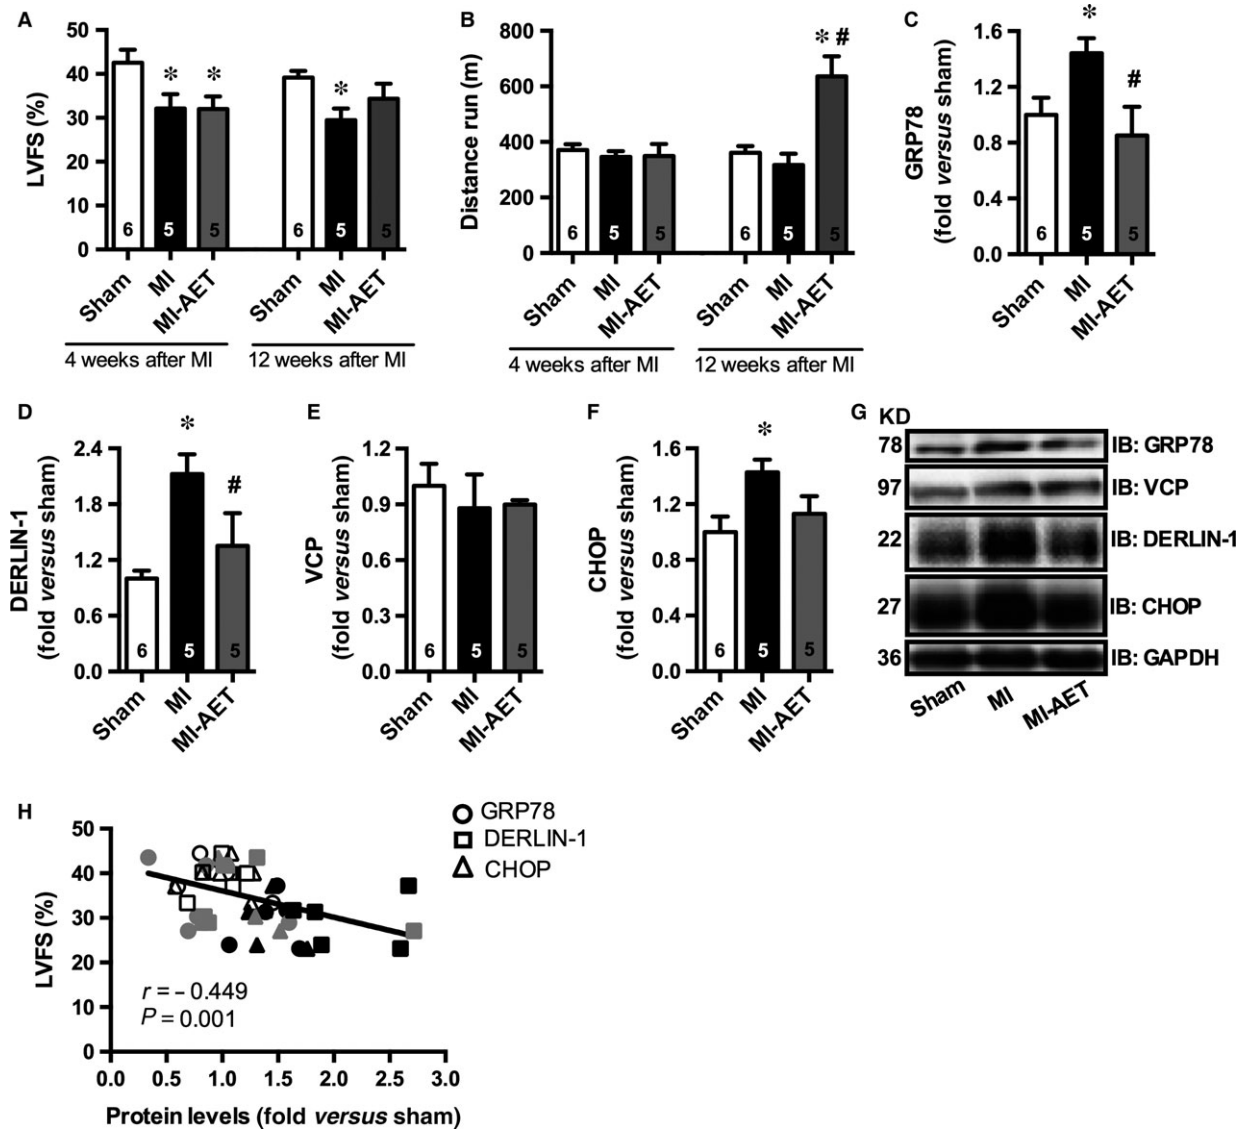 A
LVFS (%)
50
40
30
20
10
0
* * *
6 5 5 6 5 5
Sham MI MI-AET Sham MI MI-AET
4 weeks after MI 12 weeks after MI
B
Distance run (m)
800
600
400
200
0
* #
6 5 5 6 5 5
Sham MI MI-AET Sham MI MI-AET
4 weeks after MI 12 weeks after MI
C
GRP78
(fold versus sham)
1.6
1.2
0.8
0.4
0.0
* #
6 5 5
Sham MI MI-AET
D
DERLIN-1
(fold versus sham)
2.4
1.8
1.2
0.6
0.0
* #
6 5 5
Sham MI MI-AET
E
VCP
(fold versus sham)
1.2
0.9
0.6
0.3
0.0
6 5 5
Sham MI MI-AET
F
CHOP
(fold versus sham)
1.6
1.2
0.8
0.4
0.0
*
6 5 5
Sham MI MI-AET
G KD
78 IB: GRP78
97 IB: VCP
22 IB: DERLIN-1
27 IB: CHOP
36 IB: GAPDH
Sham MI MI-AET
H
LVFS (%)
50
40
30
20
10
0
GRP78
DERLIN-1
CHOP
r = – 0.449
P = 0.001
0.0 0.5 1.0 1.5 2.0 2.5 3.0
Protein levels (fold versus sham)